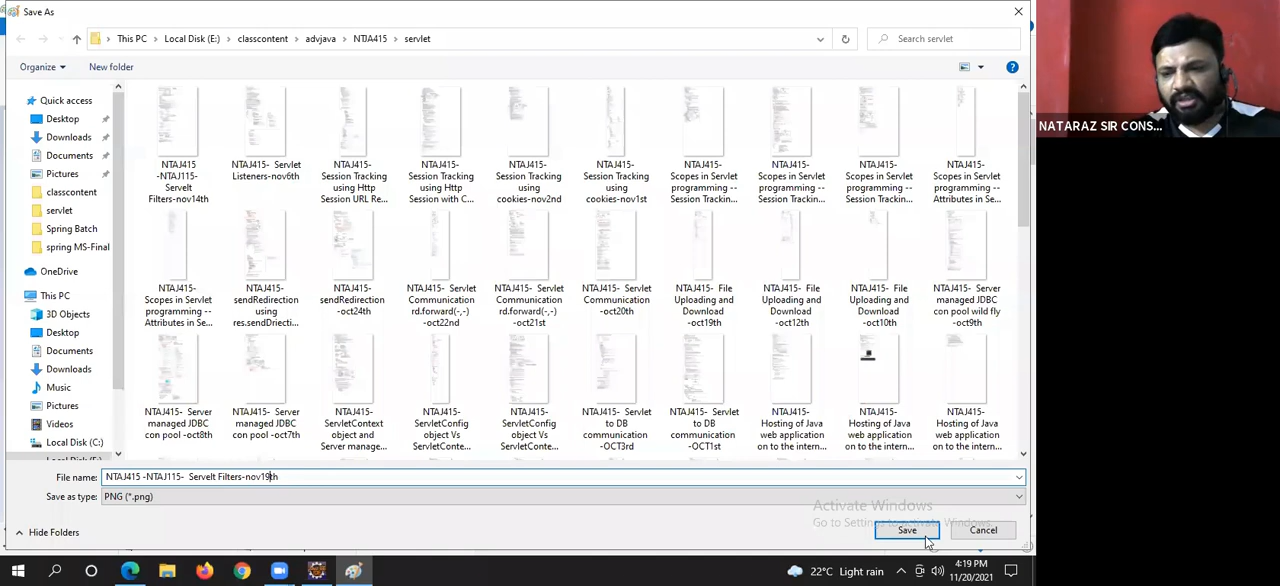 Save As
This PC > Local Disk (E:) > classcontent > advjava > NTJA415 > servlet
Search servlet
Organize
New folder
Quick access
Desktop
Downloads
Documents
Pictures
classcontent
servlet
Spring Batch
spring MS-Final
OneDrive
This PC
3D Objects
Desktop
Documents
Downloads
Music
Pictures
Videos
Local Disk (C:)
Local Disk (E:)
NTAJ415
-NTAJ115-
Servelt
Filters-nov14th
NTAJ415- Servlet
Listeners-nov6th
NTAJ415-
Session Tracking
using Http
Session URL Re...
NTAJ415-
Session Tracking
using Http
Session with C...
NTAJ415-
Session Tracking
using
cookies-nov2nd
NTAJ415-
Session Tracking
using
cookies-nov1st
NTAJ415-
Scopes in Servlet
programming --
Session Trackin...
NTAJ415-
Scopes in Servlet
programming --
Session Trackin...
NTAJ415-
Scopes in Servlet
programming --
Session Trackin...
NTAJ415-
Scopes in Servlet
programming --
Attributes in Se...
NTAJ415-
Scopes in Servlet
programming --
Attributes in Se...
NTAJ415-
sendRedirection
using
res.sendDirecti...
NTAJ415-
sendRedirection
-oct24th
NTAJ415- Servlet
Communication
rd.forward(-,-)
-oct22nd
NTAJ415- Servlet
Communication
rd.forward(-,-)
-oct21st
NTAJ415- Servlet
Communication
-oct20th
NTAJ415- File
Uploading and
Download
-oct19th
NTAJ415- File
Uploading and
Download
-oct12th
NTAJ415- File
Uploading and
Download
-oct10th
NTAJ415- Server
managed JDBC
con pool wild fly
-oct9th
NTAJ415- Server
managed JDBC
con pool -oct8th
NTAJ415- Server
managed JDBC
con pool -oct7th
NTAJ415-
ServletContext
object and
Server manage...
NTAJ415-
ServletConfig
object Vs
ServletConte...
NTAJ415-
ServletConfig
object Vs
ServletConte...
NTAJ415- Servlet
to DB
communication
-OCT3rd
NTAJ415- Servlet
to DB
communication
-OCT1st
NTAJ415-
Hosting of Java
web application
on to the intern...
NTAJ415-
Hosting of Java
web application
on to the intern...
NTAJ415-
Hosting of Java
web application
on to the intern...
File name: NTAJ415 -NTAJ115- Servelt Filters-nov19th
Save as type: PNG (*.png)
Activate Windows
Go to Settings to activate Windows.
Hide Folders
Save
Cancel
22°C Light rain
4:19 PM
11/20/2021
NATARAZ SIR CONS...